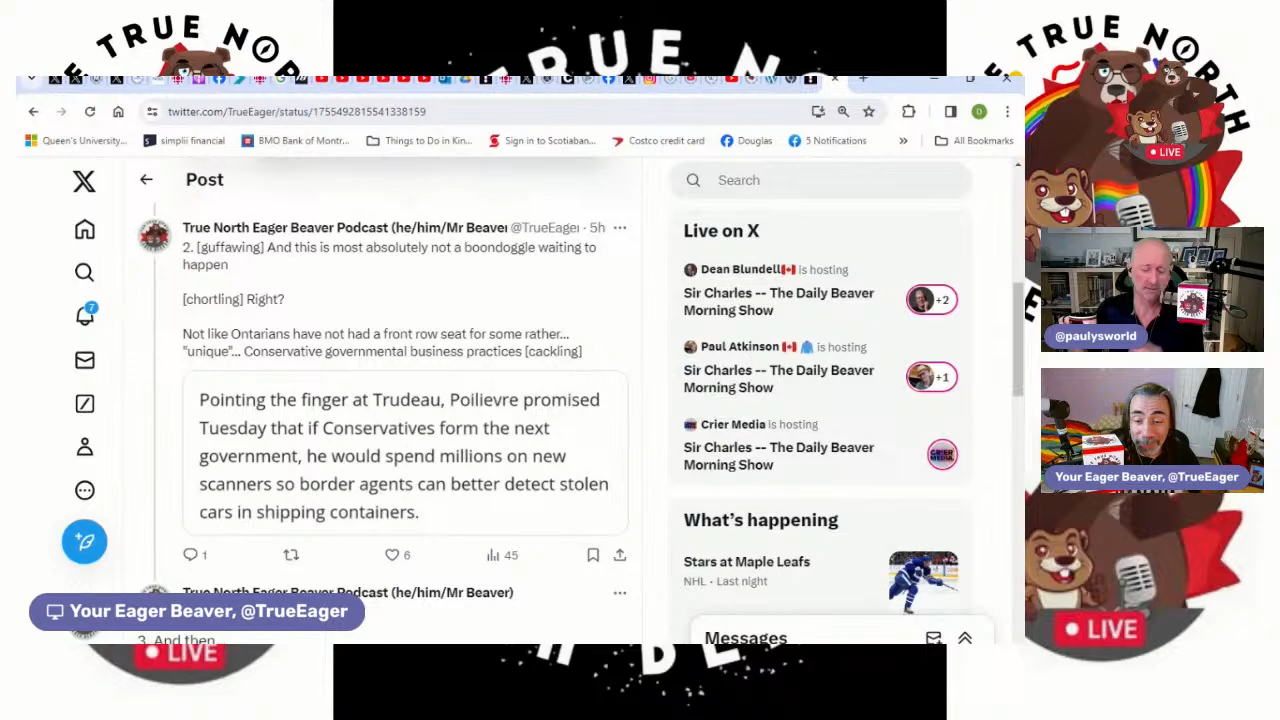 TRUE NO
TRUE N
TRUE NORTH
LIVE
twitter.com/TrueEager/status/1755492815541338159
Queen's University...
simplii financial
BMO Bank of Montr...
Things to Do in Kin...
Sign in to Scotiaban...
Costco credit card
Douglas
5 Notifications
»
All Bookmarks
Post
7
True North Eager Beaver Podcast (he/him/Mr Beaver @TrueEager · 5h
2. [guffawing] And this is most absolutely not a boondoggle waiting to
happen
[chortling] Right?
Not like Ontarians have not had a front row seat for some rather...
"unique"... Conservative governmental business practices [cackling]
Pointing the finger at Trudeau, Poilievre promised
Tuesday that if Conservatives form the next
government, he would spend millions on new
scanners so border agents can better detect stolen
cars in shipping containers.
1
6
45
True North Eager Beaver Podcast (he/him/Mr Beaver)
3. And then...
Search
Live on X
Dean Blundell is hosting
Sir Charles -- The Daily Beaver
Morning Show
+2
Paul Atkinson is hosting
Sir Charles -- The Daily Beaver
Morning Show
+1
Crier Media is hosting
Sir Charles -- The Daily Beaver
Morning Show
What's happening
Stars at Maple Leafs
NHL · Last night
Messages
@paulysworld
Your Eager Beaver, @TrueEager
Your Eager Beaver, @TrueEager
LIVE
LIVE